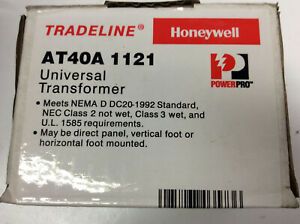 TRADELINE® Honeywell
AT40A 1121
Universal
Transformer
POWERPRO™
• Meets NEMA D DC20-1992 Standard,
NEC Class 2 not wet, Class 3 wet, and
U.L. 1585 requirements.
• May be direct panel, vertical foot or
horizontal foot mounted.